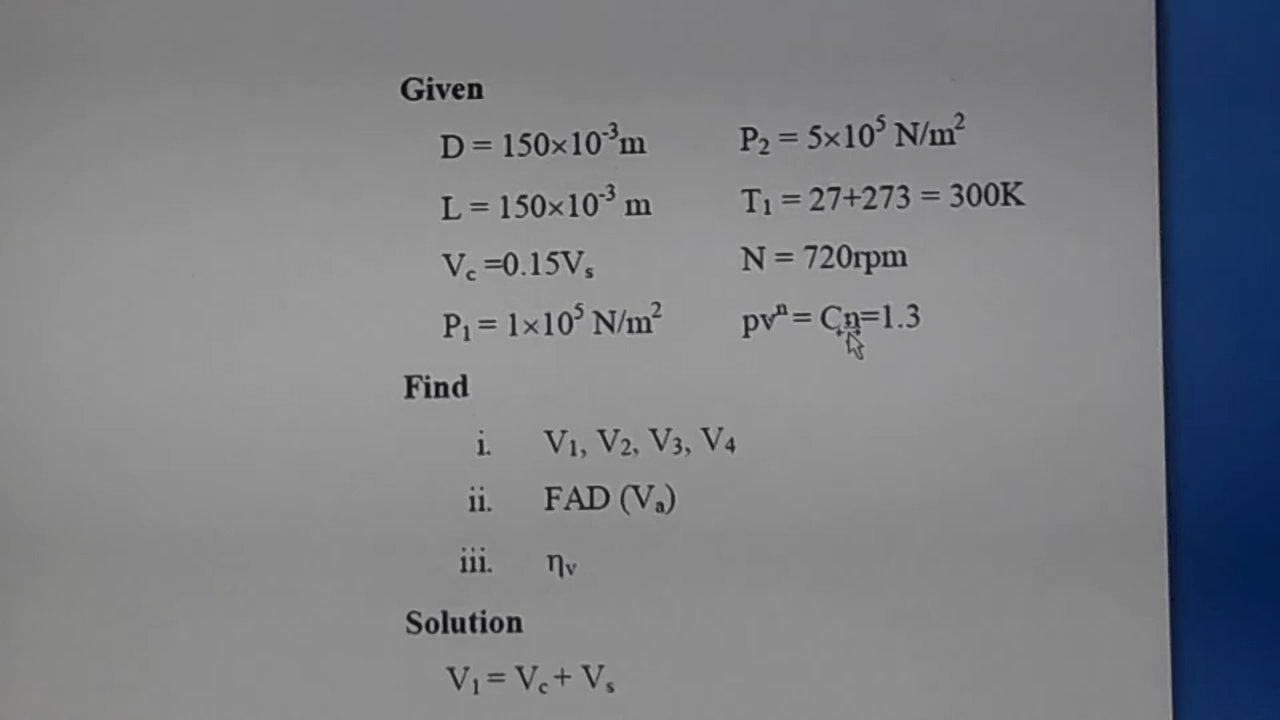 Given
D = 150×10⁻³m P₂ = 5×10⁵ N/m²
L = 150×10⁻³ m T₁ = 27+273 = 300K
V꜀ =0.15Vₛ N = 720rpm
P₁ = 1×10⁵ N/m² pvⁿ = Cn=1.3
Find
i. V₁, V₂, V₃, V₄
ii. FAD (Vₐ)
iii. ηᵥ
Solution
V₁ = V꜀ + Vₛ